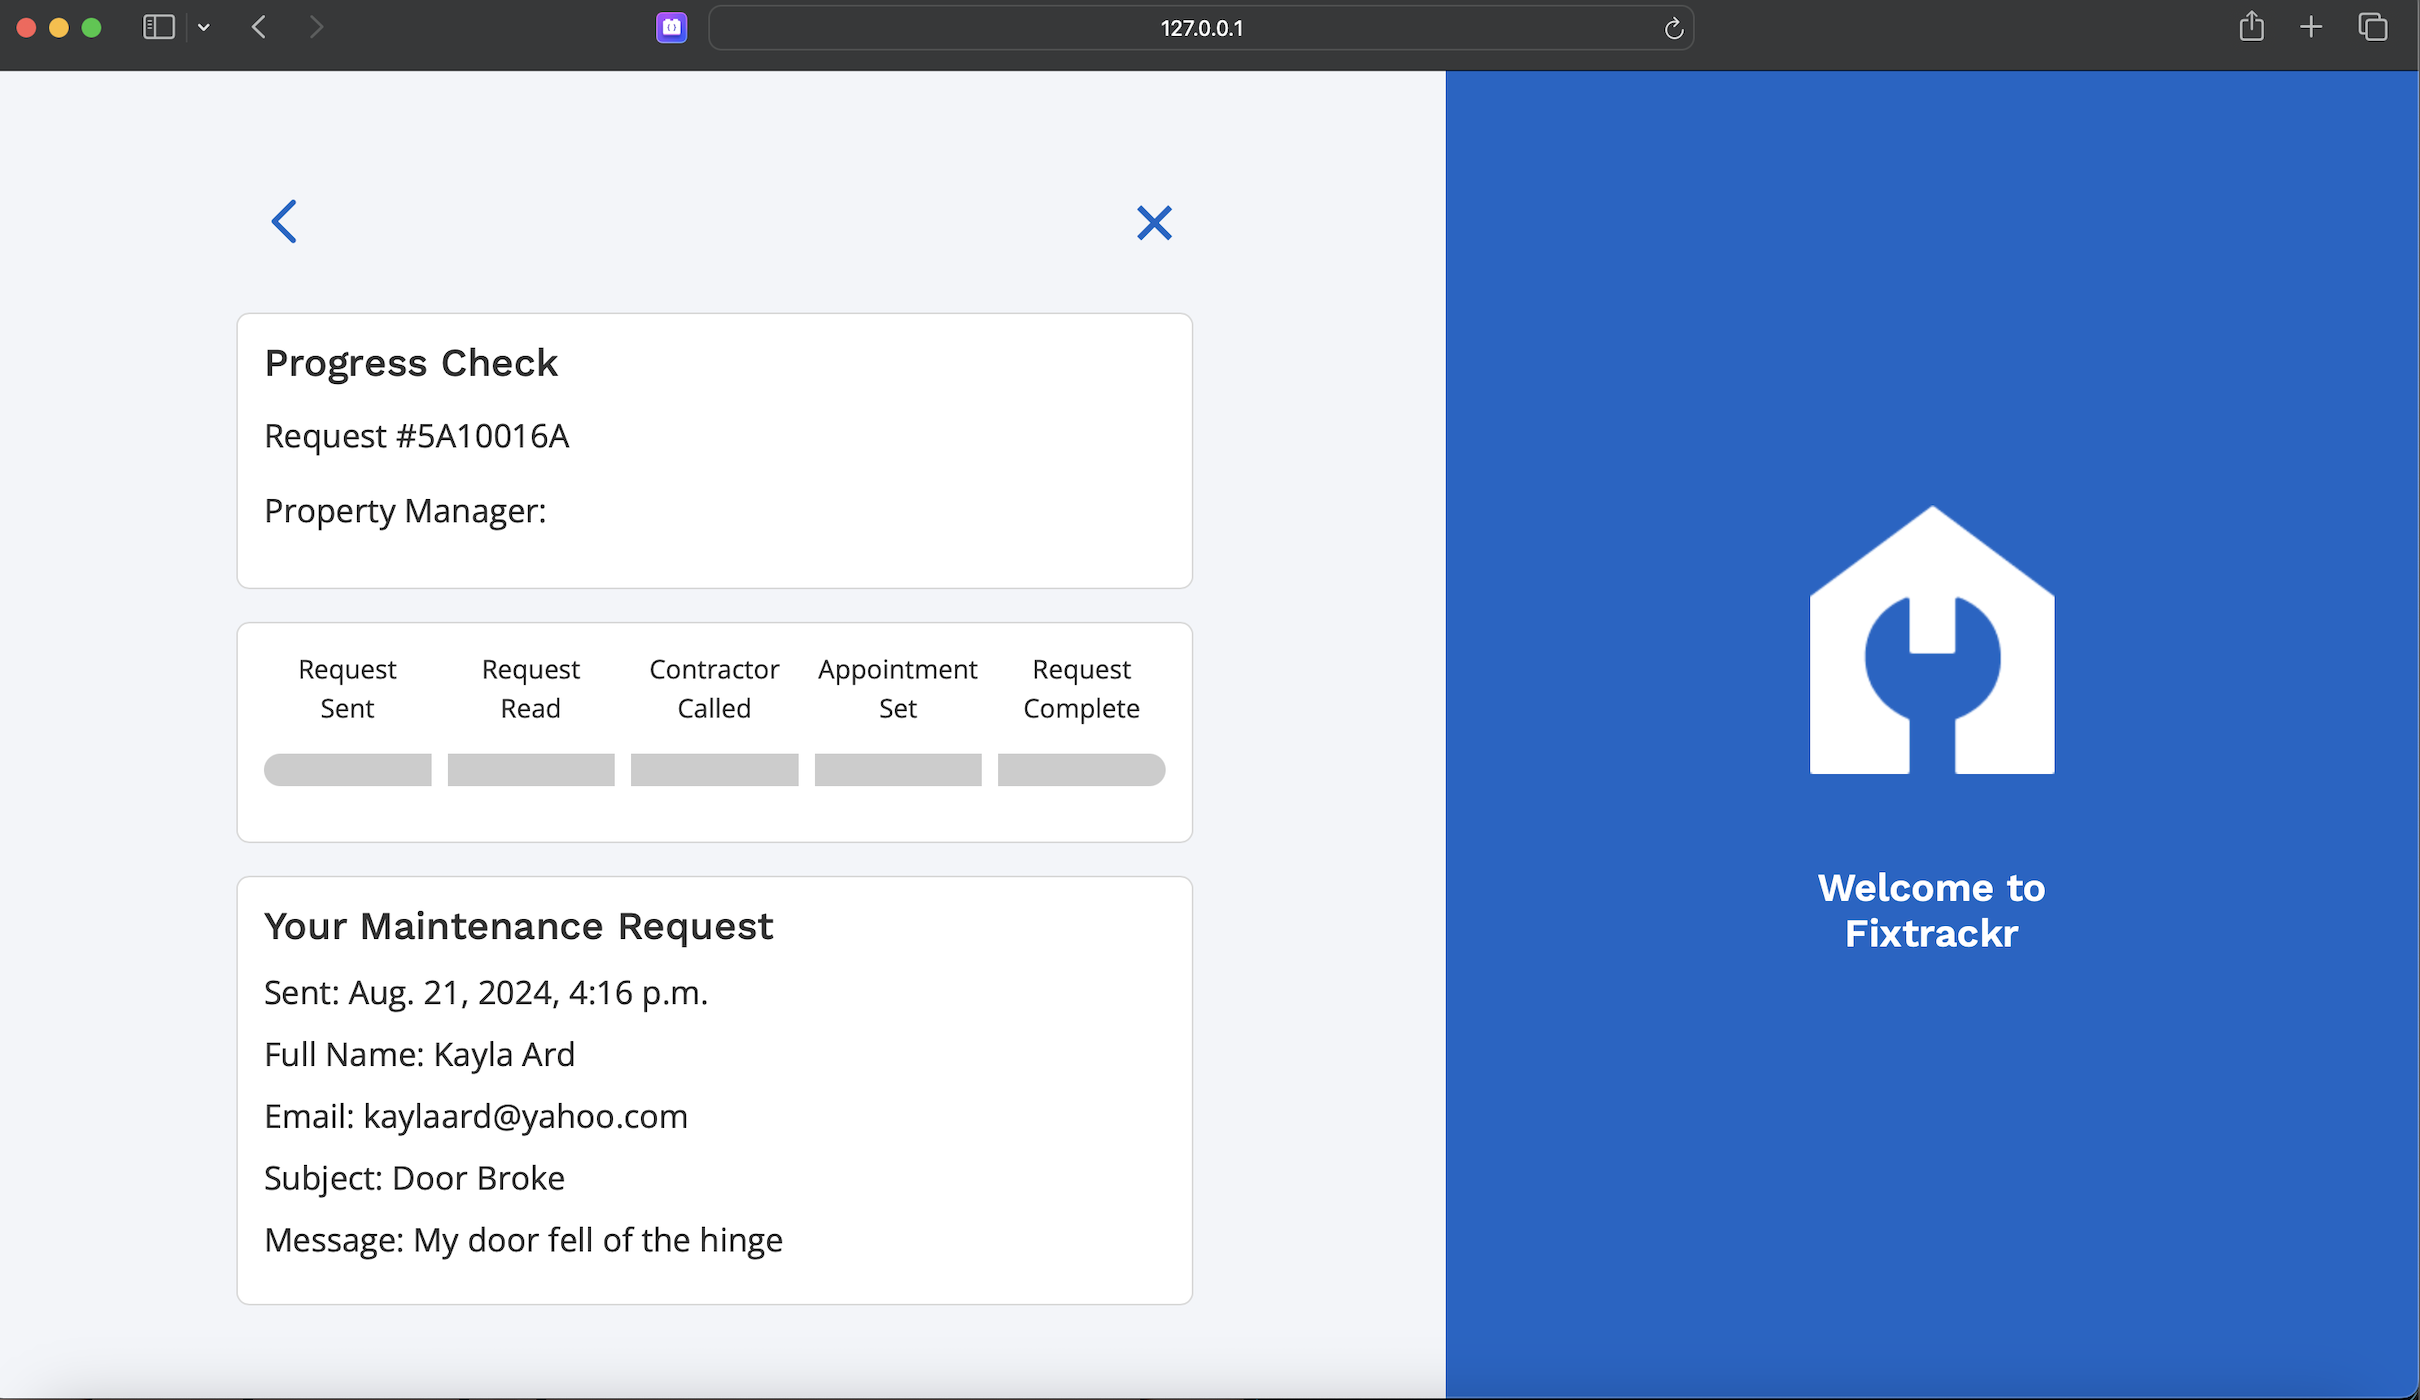 127.0.0.1
Progress Check
Request #5A10016A
Property Manager:
Request Sent
Request Read
Contractor Called
Appointment Set
Request Complete
Your Maintenance Request
Sent: Aug. 21, 2024, 4:16 p.m.
Full Name: Kayla Ard
Email: kaylaard@yahoo.com
Subject: Door Broke
Message: My door fell of the hinge
Welcome to
Fixtrackr